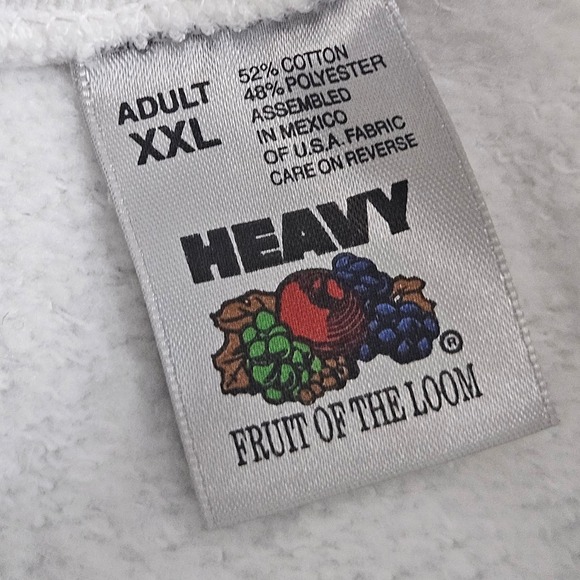 ADULT
XXL
52% COTTON
48% POLYESTER
ASSEMBLED
IN MEXICO
OF U.S.A. FABRIC
CARE ON REVERSE
HEAVY
®
FRUIT OF THE LOOM